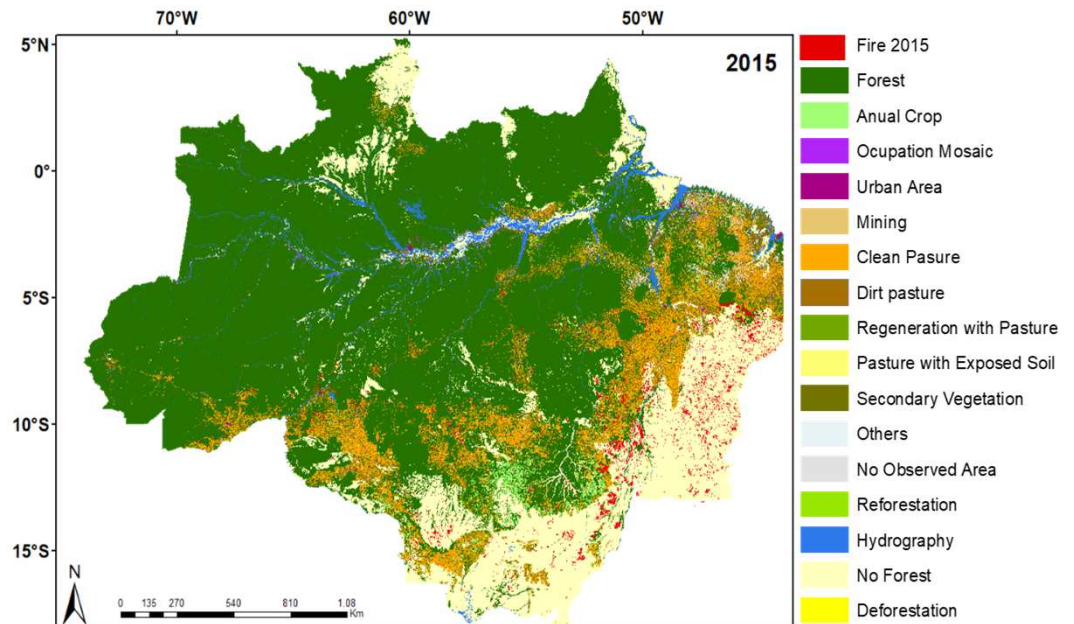 70°W 60°W 50°W
5°N
0°
5°S
10°S
15°S
2015
N
0 135 270 540 810 1.08
Km
Fire 2015
Forest
Anual Crop
Ocupation Mosaic
Urban Area
Mining
Clean Pasure
Dirt pasture
Regeneration with Pasture
Pasture with Exposed Soil
Secondary Vegetation
Others
No Observed Area
Reforestation
Hydrography
No Forest
Deforestation